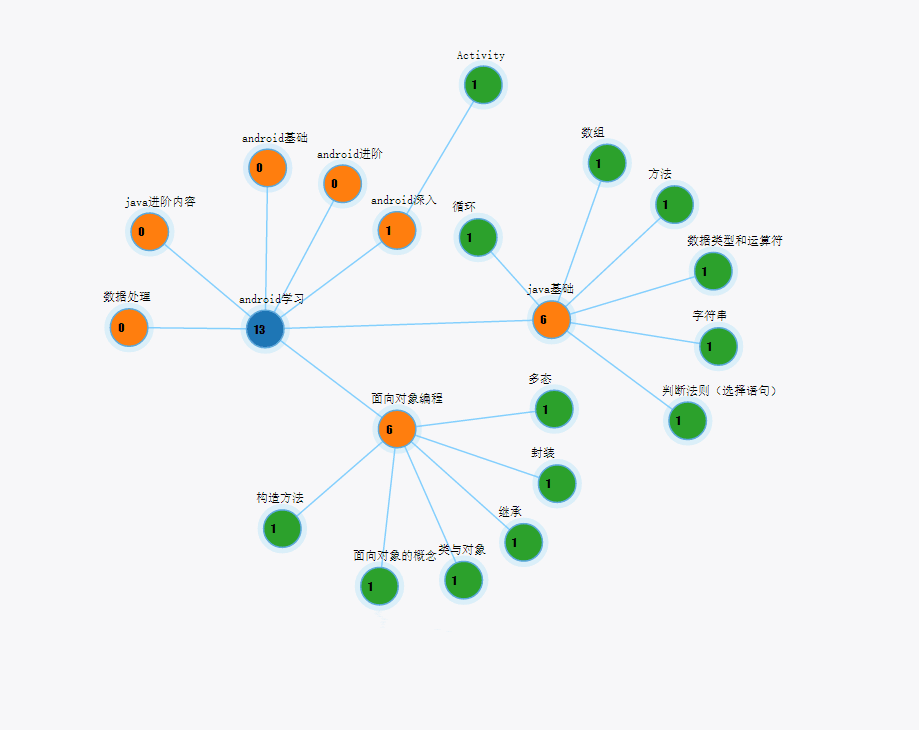 Activity
1
android基础
0
android进阶
0
java进阶内容
0
android深入
1
数据处理
0
android学习
13
循环
1
数组
1
方法
1
数据类型和运算符
1
java基础
6
字符串
1
判断法则（选择语句）
1
面向对象编程
6
多态
1
封装
1
继承
1
构造方法
1
面向对象的概念
1
类与对象
1